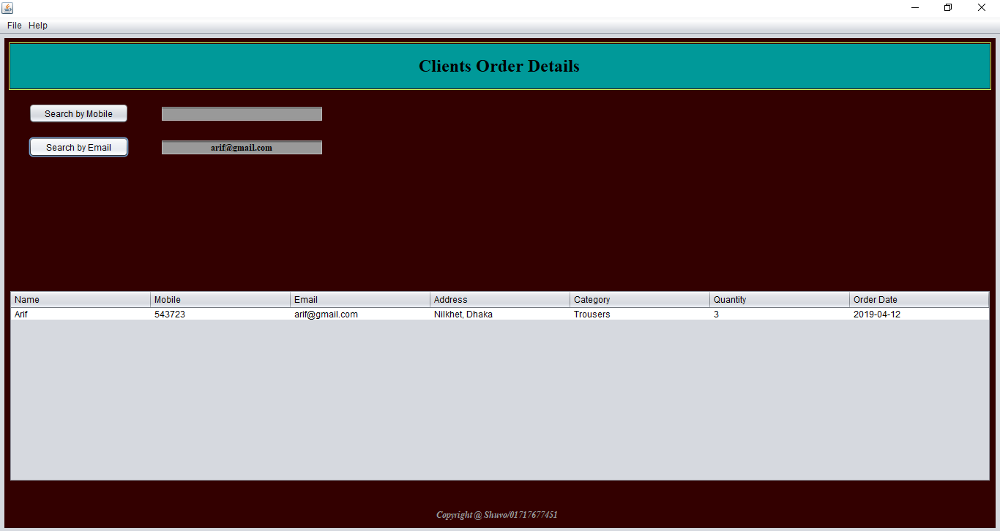 File Help
Clients Order Details
Search by Mobile
Search by Email arif@gmail.com
Name Mobile Email Address Category Quantity Order Date
Arif 543723 arif@gmail.com Nilkhet, Dhaka Trousers 3 2019-04-12
Copyright @ Shuvo/01717677451